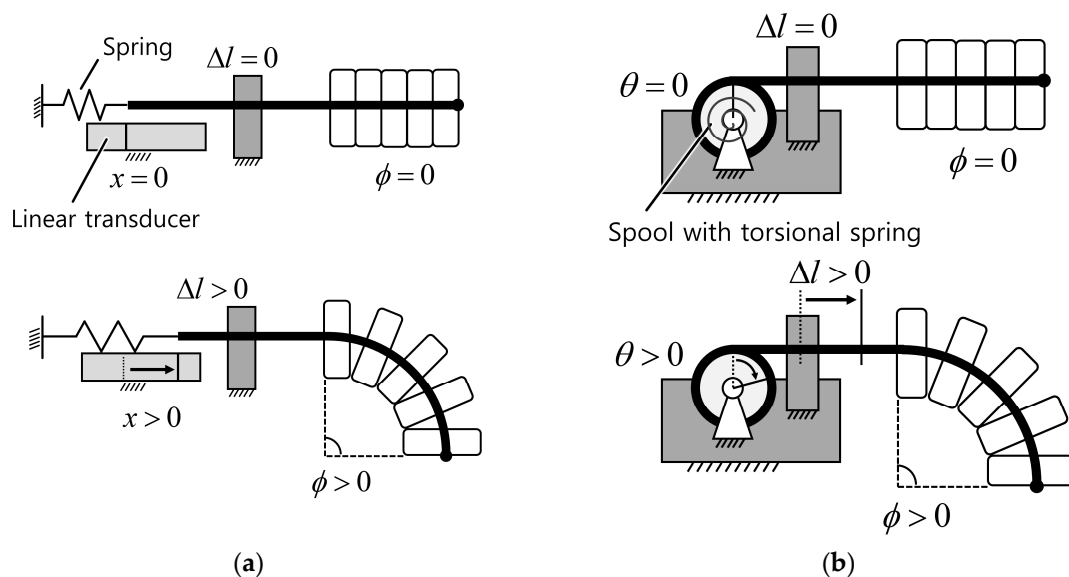 Spring
Δl = 0
x = 0
ϕ = 0
Linear transducer
Δl > 0
x > 0
ϕ > 0
(a)
Δl = 0
θ = 0
ϕ = 0
Spool with torsional spring
Δl > 0
θ > 0
ϕ > 0
(b)